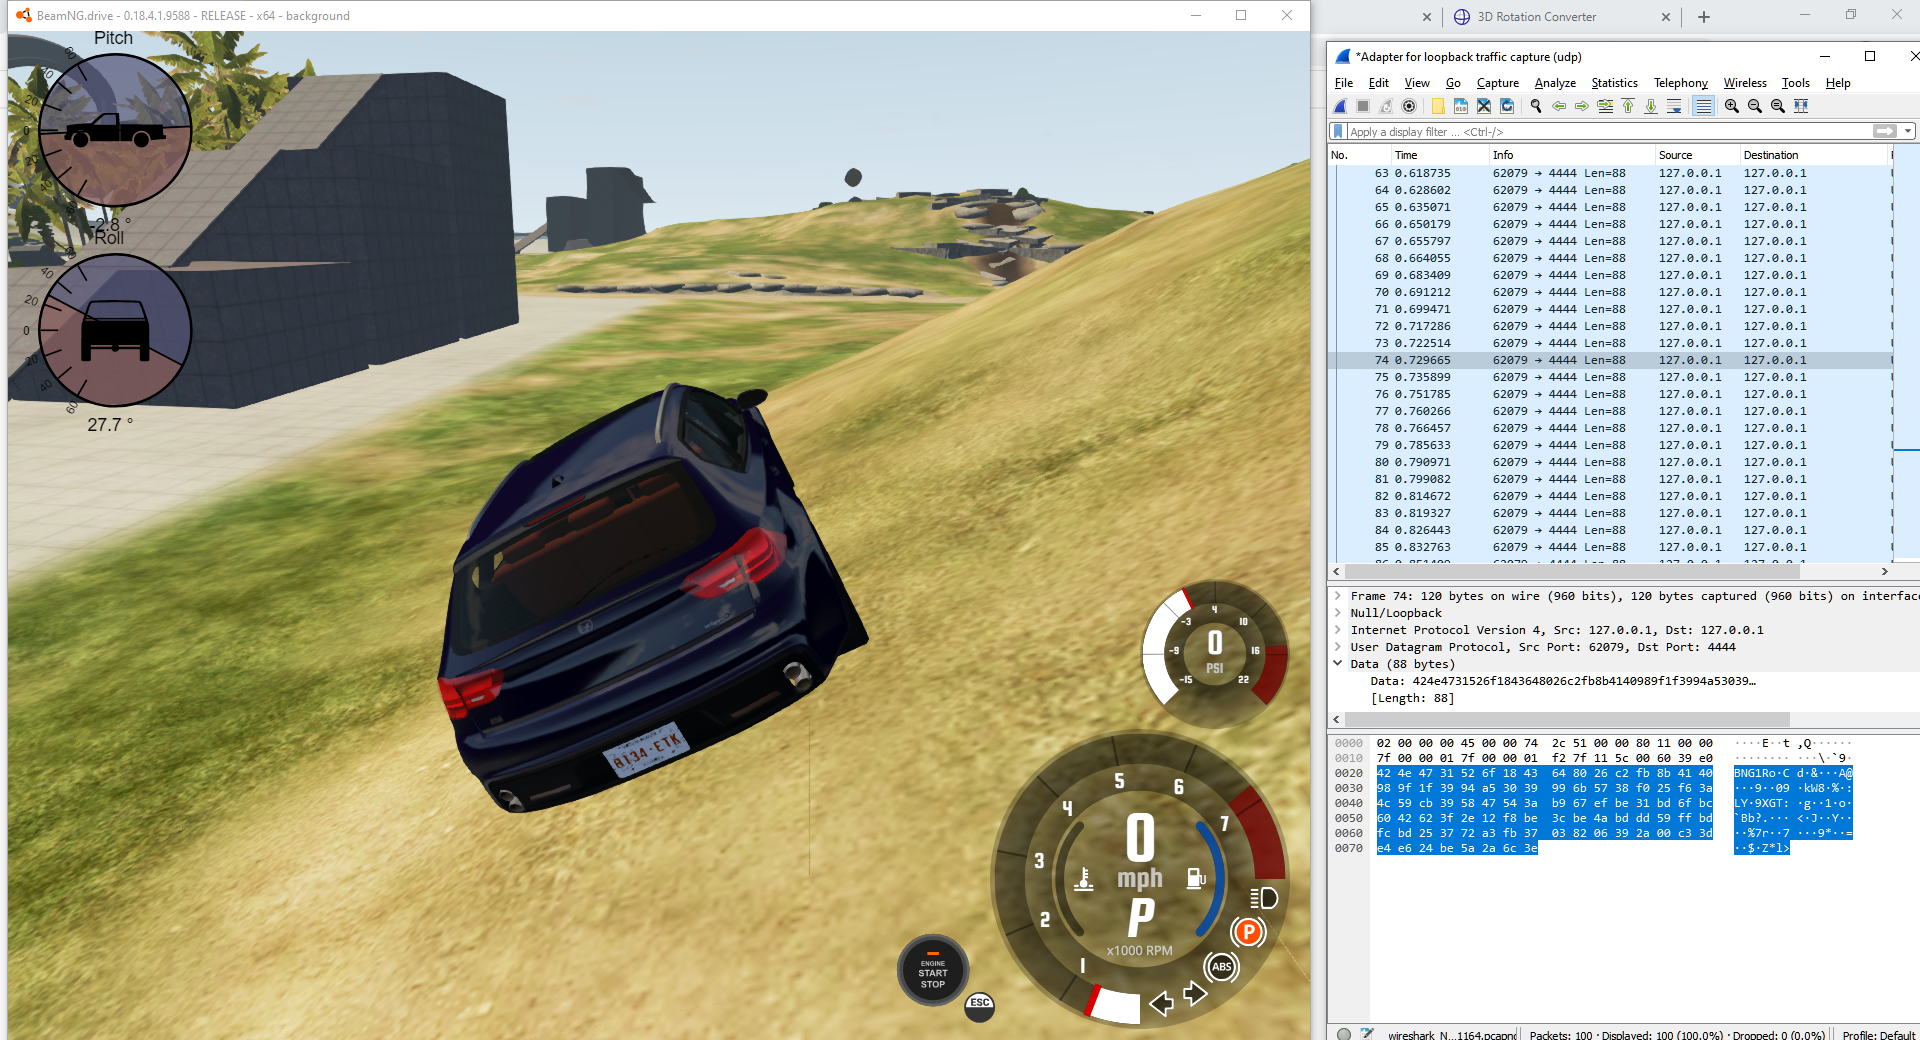 BeamNG.drive - 0.18.4.1.9588 - RELEASE - x64 - background
3D Rotation Converter
Pitch
-2.8 °
Roll
27.7 °
8134-ETK
4
-3
10
0
-9
16
PSI
-15
22
5
4
6
7
0
3
mph
2
P
x1000 RPM
1
P
ABS
ENGINE
START
STOP
ESC
*Adapter for loopback traffic capture (udp)
File Edit View Go Capture Analyze Statistics Telephony Wireless Tools Help
Apply a display filter ... <Ctrl-/>
No. Time Info Source Destination
63 0.618735 62079 → 4444 Len=88 127.0.0.1 127.0.0.1
64 0.628602 62079 → 4444 Len=88 127.0.0.1 127.0.0.1
65 0.635071 62079 → 4444 Len=88 127.0.0.1 127.0.0.1
66 0.650179 62079 → 4444 Len=88 127.0.0.1 127.0.0.1
67 0.655797 62079 → 4444 Len=88 127.0.0.1 127.0.0.1
68 0.664055 62079 → 4444 Len=88 127.0.0.1 127.0.0.1
69 0.683409 62079 → 4444 Len=88 127.0.0.1 127.0.0.1
70 0.691212 62079 → 4444 Len=88 127.0.0.1 127.0.0.1
71 0.699471 62079 → 4444 Len=88 127.0.0.1 127.0.0.1
72 0.717286 62079 → 4444 Len=88 127.0.0.1 127.0.0.1
73 0.722514 62079 → 4444 Len=88 127.0.0.1 127.0.0.1
74 0.729665 62079 → 4444 Len=88 127.0.0.1 127.0.0.1
75 0.735899 62079 → 4444 Len=88 127.0.0.1 127.0.0.1
76 0.751785 62079 → 4444 Len=88 127.0.0.1 127.0.0.1
77 0.760266 62079 → 4444 Len=88 127.0.0.1 127.0.0.1
78 0.766457 62079 → 4444 Len=88 127.0.0.1 127.0.0.1
79 0.785633 62079 → 4444 Len=88 127.0.0.1 127.0.0.1
80 0.790971 62079 → 4444 Len=88 127.0.0.1 127.0.0.1
81 0.799082 62079 → 4444 Len=88 127.0.0.1 127.0.0.1
82 0.814672 62079 → 4444 Len=88 127.0.0.1 127.0.0.1
83 0.819327 62079 → 4444 Len=88 127.0.0.1 127.0.0.1
84 0.826443 62079 → 4444 Len=88 127.0.0.1 127.0.0.1
85 0.832763 62079 → 4444 Len=88 127.0.0.1 127.0.0.1
Frame 74: 120 bytes on wire (960 bits), 120 bytes captured (960 bits) on interface
Null/Loopback
Internet Protocol Version 4, Src: 127.0.0.1, Dst: 127.0.0.1
User Datagram Protocol, Src Port: 62079, Dst Port: 4444
Data (88 bytes)
Data: 424e4731526f1843648026c2fb8b4140989f1f3994a53039…
[Length: 88]
0000 02 00 00 00 45 00 00 74 2c 51 00 00 80 11 00 00 ····E··t ,Q······
0010 7f 00 00 01 7f 00 00 01 f2 7f 11 5c 00 60 39 e0 ········ ···\·`9·
0020 42 4e 47 31 52 6f 18 43 64 80 26 c2 fb 8b 41 40 BNG1Ro·C d·&···A@
0030 98 9f 1f 39 94 a5 30 39 99 6b 57 38 f0 25 f6 3a ···9··09 ·kW8·%·:
0040 4c 59 cb 39 58 47 54 3a b9 67 ef be 31 bd 6f bc LY·9XGT: ·g··1·o·
0050 60 42 62 3f 2e 12 f8 be 3c be 4a bd dd 59 ff bd `Bb?.··· <·J··Y··
0060 fc bd 25 37 72 a3 fb 37 03 82 06 39 2a 00 c3 3d ··%7r··7 ···9*··=
0070 e4 e6 24 be 5a 2a 6c 3e ··$·Z*l>
wireshark_N...1164.pcapng Packets: 100 · Displayed: 100 (100.0%) · Dropped: 0 (0.0%) Profile: Default